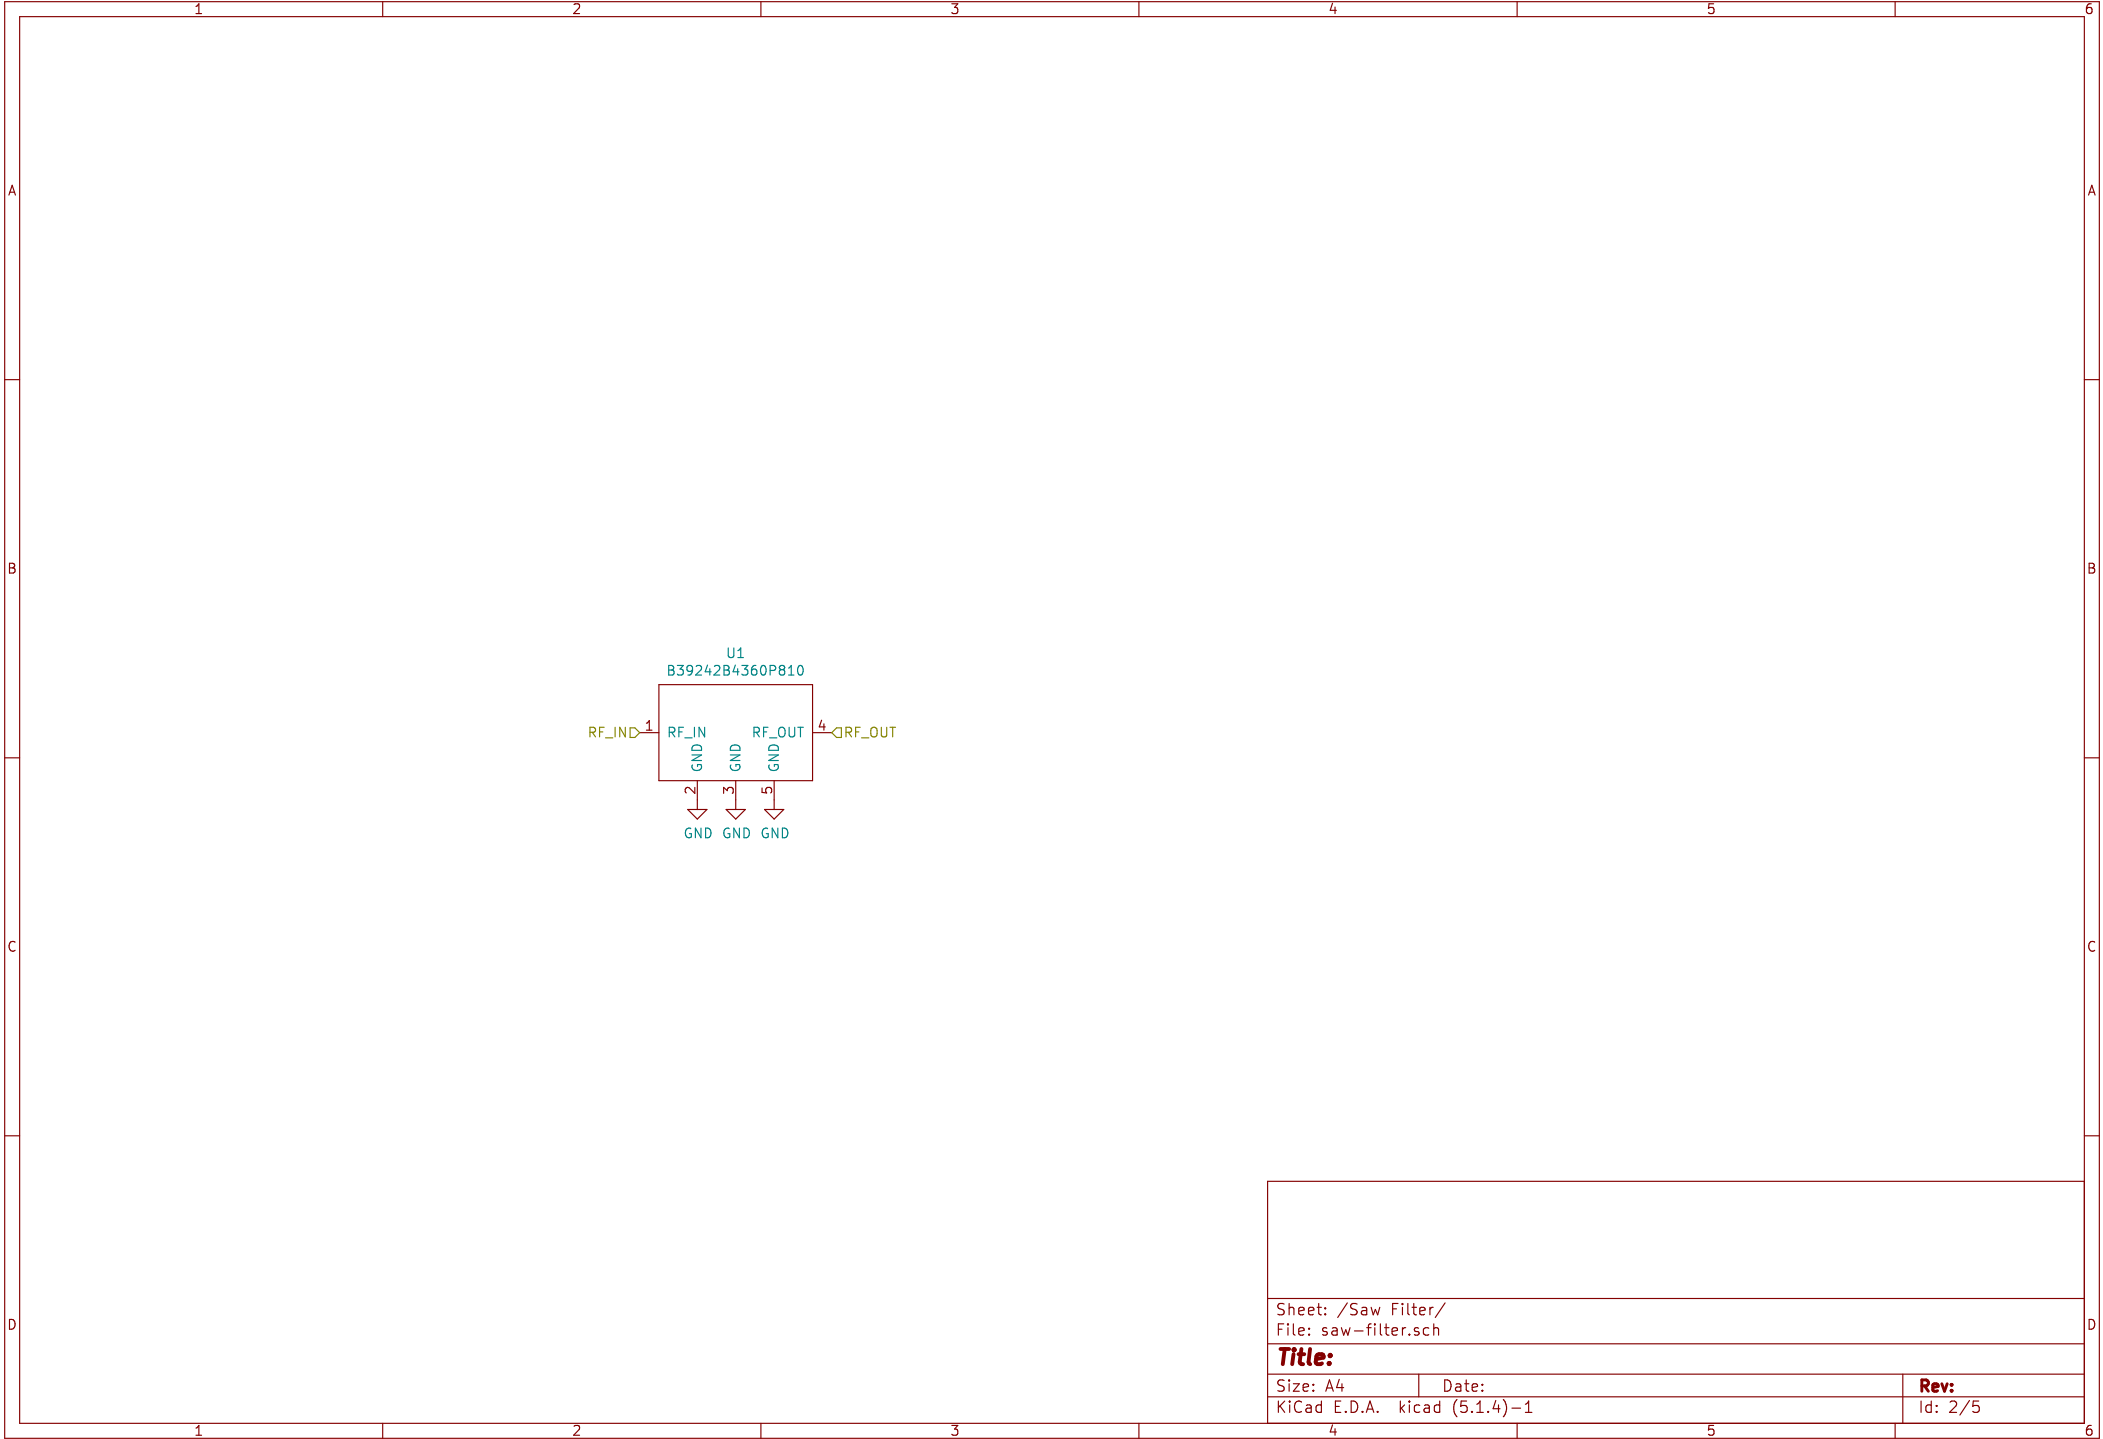 1 2 3 4 5 6
A A
B B
U1
B39242B4360P810
RF_IN 1 RF_IN RF_OUT 4 RF_OUT
GND GND GND
2 3 5
GND GND GND
C C
Sheet: /Saw Filter/
File: saw-filter.sch
D D
Title:
Size: A4 Date: Rev:
KiCad E.D.A. kicad (5.1.4)-1 Id: 2/5
1 2 3 4 5 6